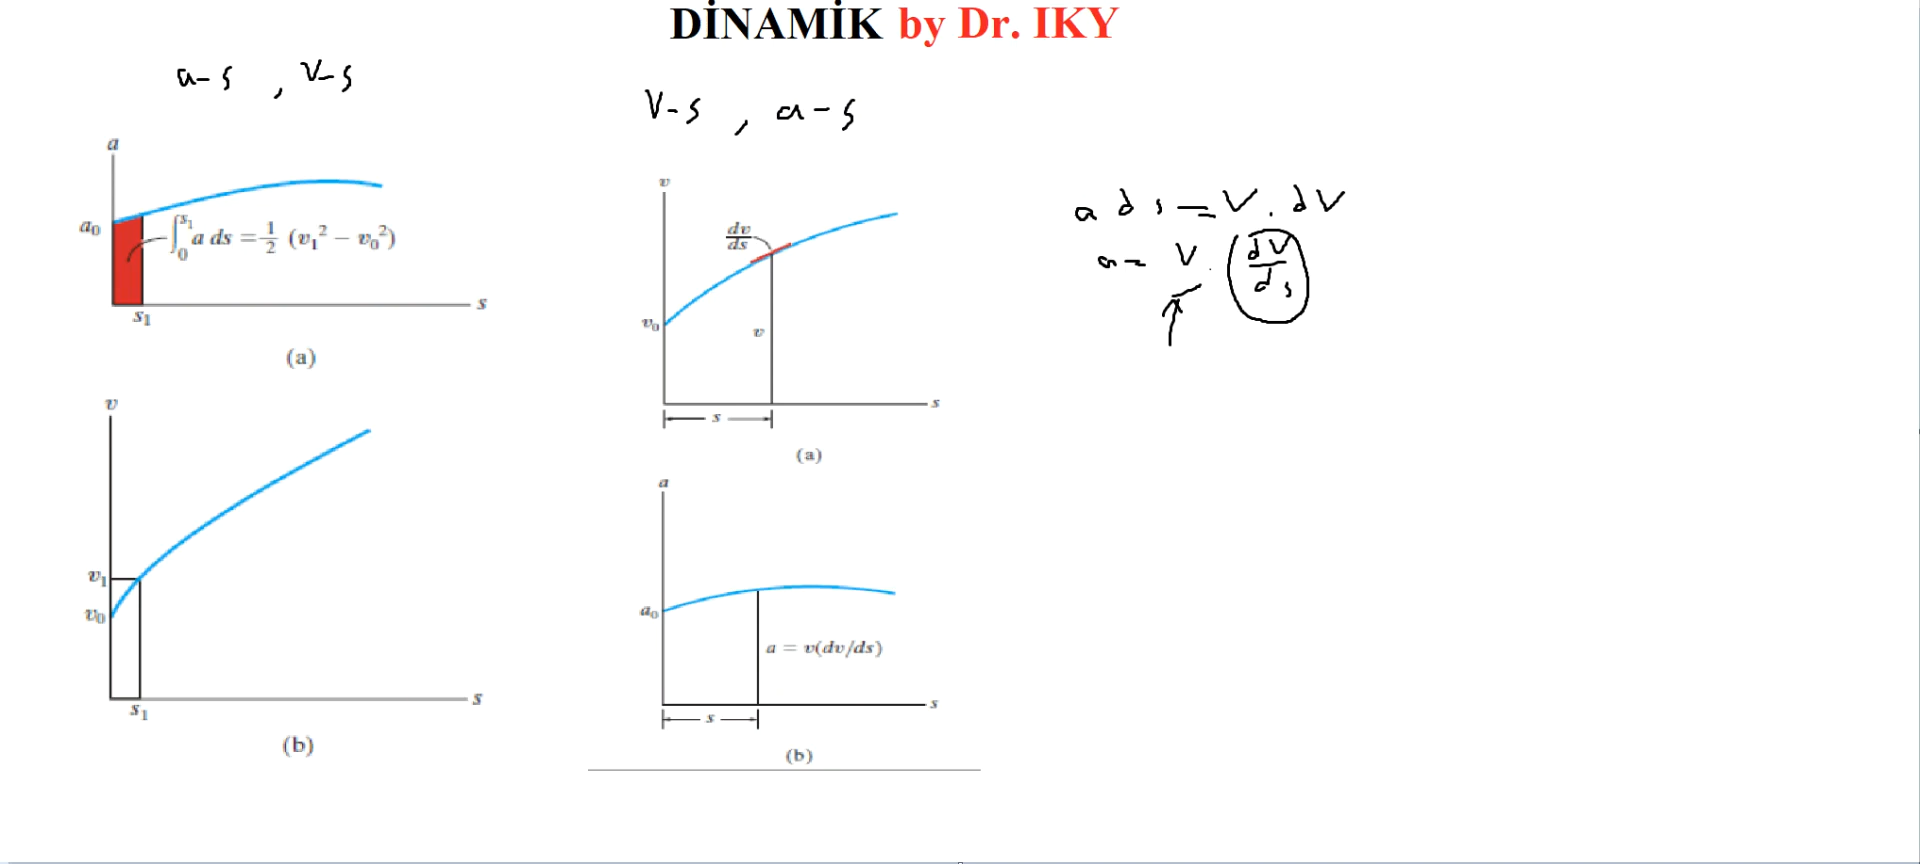 DİNAMİK by Dr. IKY
a-s , v-s
a
a₀
∫₀^s₁ a ds = 1/2 (v₁² − v₀²)
s₁
s
(a)
v
v₁
v₀
s₁
s
(b)
v-s , a-s
v
dv/ds
v₀
v
s
s
(a)
a
a₀
a = v(dv/ds)
s
s
(b)
a ds = v . dv
a = v . dv/ds